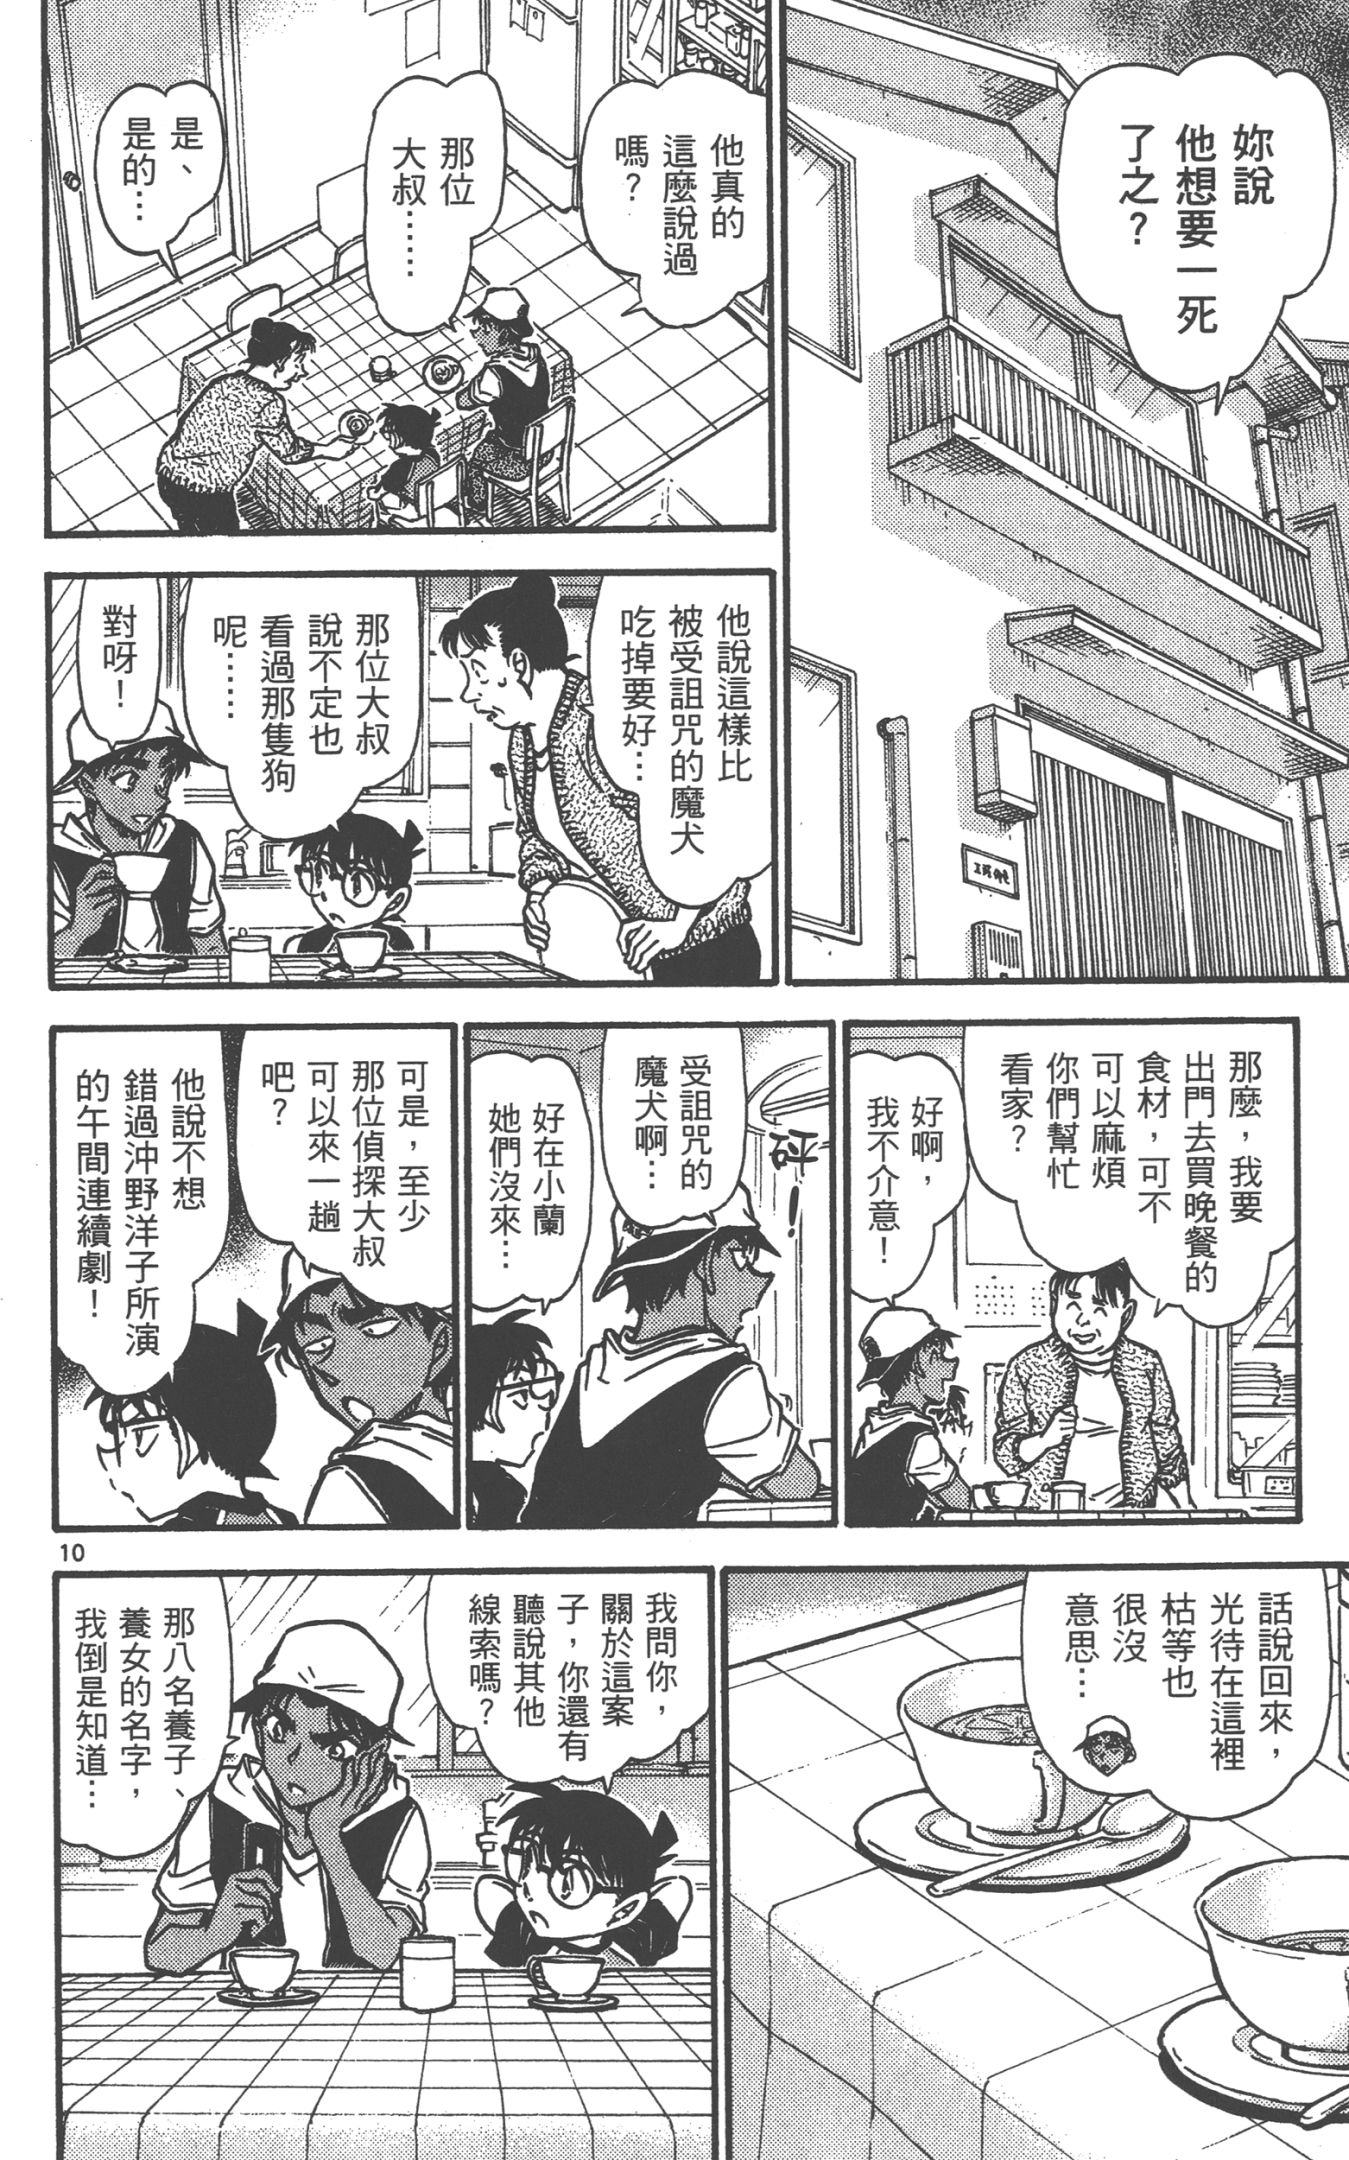 妳說
他想要一死
了之？
他真的
這麼說過
嗎？
那位
大叔……
是、
是的…
他說這樣比
被受詛咒的魔犬
吃掉要好…
那位大叔
說不定也
看過那隻狗
呢……
對呀！
那麼，我要
出門去買晚餐的
食材，可不
可以麻煩
你們幫忙
看家？
好啊，
我不介意！
砰！
受詛咒的
魔犬啊…
好在小蘭
她們沒來…
可是，至少
那位偵探大叔
可以來一趟
吧？
他說不想
錯過沖野洋子所演
的午間連續劇！
10
話說回來，
光待在這裡
枯等也
很沒
意思…
我問你，
關於這案
子，你還有
聽說其他
線索嗎？
那八名養子、
養女的名字，
我倒是知道…